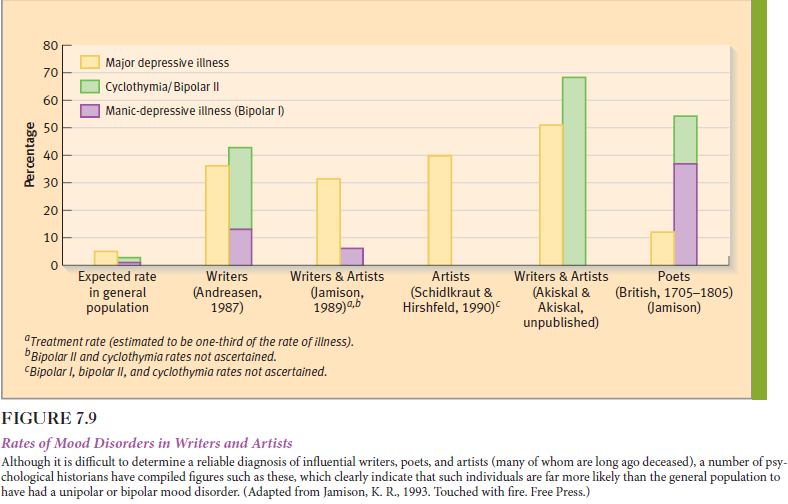 80
70
60
50
40
30
20
10
0
Percentage
Major depressive illness
Cyclothymia/Bipolar II
Manic-depressive illness (Bipolar I)
Expected rate
in general
population
Writers
(Andreasen,
1987)
Writers & Artists
(Jamison,
1989)a,b
Artists
(Schidlkraut &
Hirshfeld, 1990)c
Writers & Artists
(Akiskal &
Akiskal,
unpublished)
Poets
(British, 1705–1805)
(Jamison)
aTreatment rate (estimated to be one-third of the rate of illness).
bBipolar II and cyclothymia rates not ascertained.
cBipolar I, bipolar II, and cyclothymia rates not ascertained.
FIGURE 7.9
Rates of Mood Disorders in Writers and Artists
Although it is difficult to determine a reliable diagnosis of influential writers, poets, and artists (many of whom are long ago deceased), a number of psy-
chological historians have compiled figures such as these, which clearly indicate that such individuals are far more likely than the general population to
have had a unipolar or bipolar mood disorder. (Adapted from Jamison, K. R., 1993. Touched with fire. Free Press.)